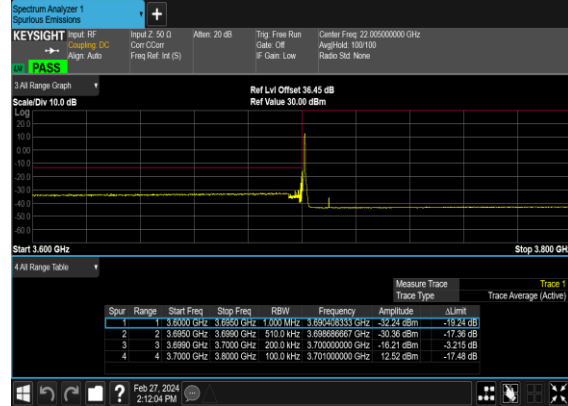 Spectrum Analyzer 1
Spurious Emissions
+
KEYSIGHT Input: RF Input Z: 50 Ω Atten: 20 dB Trig: Free Run Center Freq: 22.005000000 GHz
Coupling: DC Corr CCorr Gate: Off Avg|Hold: 100/100
Align: Auto Freq Ref: Int (S) IF Gain: Low Radio Std: None
PASS
3 All Range Graph
Ref Lvl Offset 36.45 dB
Scale/Div 10.0 dB Ref Value 30.00 dBm
Log
20.0
10.0
0.00
-10.0
-20.0
-30.0
-40.0
-50.0
-60.0
Start 3.600 GHz Stop 3.800 GH
4 All Range Table
Measure Trace Trace 1
Trace Type Trace Average (Active)
Spur Range Start Freq Stop Freq RBW Frequency Amplitude ΔLimit
1 1 3.6000 GHz 3.6950 GHz 1.000 MHz 3.690408333 GHz -32.24 dBm -19.24 dB
2 2 3.6950 GHz 3.6990 GHz 510.0 kHz 3.698686667 GHz -30.36 dBm -17.36 dB
3 3 3.6990 GHz 3.7000 GHz 200.0 kHz 3.700000000 GHz -16.21 dBm -3.215 dB
4 4 3.7000 GHz 3.8000 GHz 100.0 kHz 3.701000000 GHz 12.52 dBm -17.48 dB
? Feb 27, 2024
2:12:04 PM